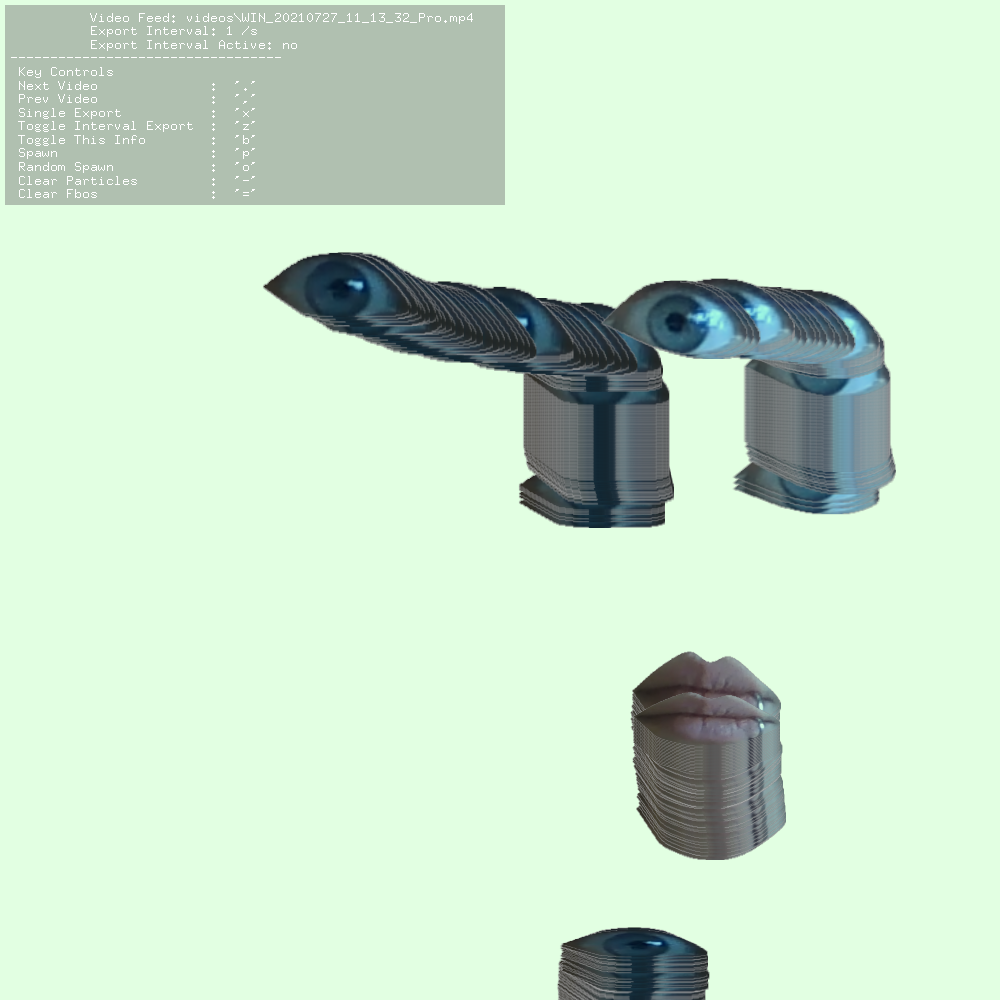 Video Feed: videos\WIN_20210727_11_13_32_Pro.mp4
Export Interval: 1 /s
Export Interval Active: no
----------------------------------
Key Controls
Next Video : '.'
Prev Video : ','
Single Export : 'x'
Toggle Interval Export : 'z'
Toggle This Info : 'b'
Spawn : 'p'
Random Spawn : 'o'
Clear Particles : '-'
Clear Fbos : '='